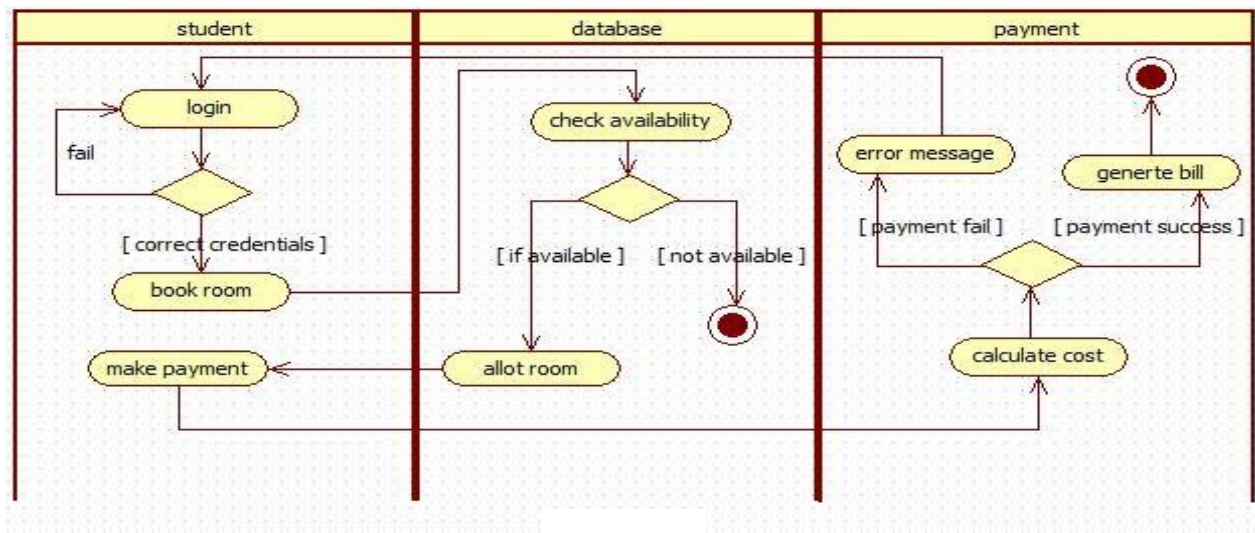 student
database
payment
login
fail
[ correct credentials ]
book room
make payment
check availability
[ if available ]
[ not available ]
allot room
error message
generte bill
[ payment fail ]
[ payment success ]
calculate cost